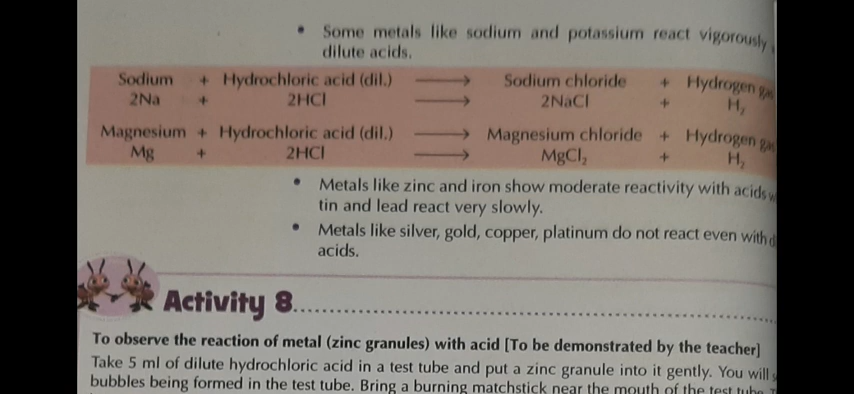 • Some metals like sodium and potassium react vigorously
dilute acids.
Sodium + Hydrochloric acid (dil.) ⟶ Sodium chloride + Hydrogen
2Na + 2HCl ⟶ 2NaCl + H₂
Magnesium + Hydrochloric acid (dil.) ⟶ Magnesium chloride + Hydrogen
Mg + 2HCl ⟶ MgCl₂ + H₂
• Metals like zinc and iron show moderate reactivity with acids
tin and lead react very slowly.
• Metals like silver, gold, copper, platinum do not react even with
acids.
Activity 8
To observe the reaction of metal (zinc granules) with acid [To be demonstrated by the teacher]
Take 5 ml of dilute hydrochloric acid in a test tube and put a zinc granule into it gently. You will
bubbles being formed in the test tube. Bring a burning matchstick near the mouth of the test tube.